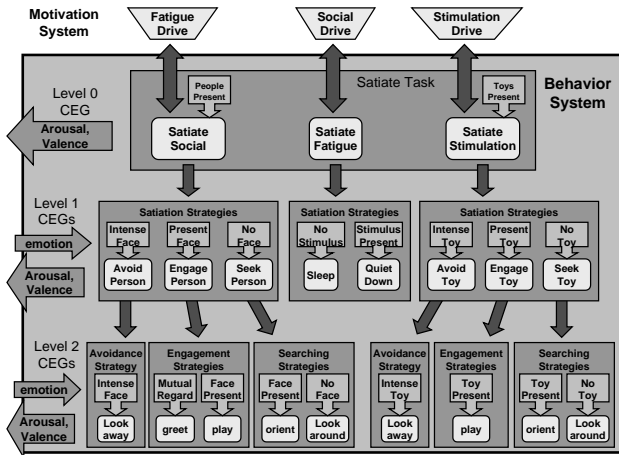 Motivation
System
Fatigue
Drive
Social
Drive
Stimulation
Drive
Level 0
CEG
Arousal,
Valence
Satiate Task
Behavior
System
People
Present
Toys
Present
Satiate
Social
Satiate
Fatigue
Satiate
Stimulation
Level 1
CEGs
emotion
Arousal,
Valence
Satiation Strategies
Intense
Face
Present
Face
No
Face
Avoid
Person
Engage
Person
Seek
Person
Satiation Strategies
No
Stimulus
Stimulus
Present
Sleep
Quiet
Down
Satiation Strategies
Intense
Toy
Present
Toy
No
Toy
Avoid
Toy
Engage
Toy
Seek
Toy
Level 2
CEGs
emotion
Arousal,
Valence
Avoidance
Strategy
Intense
Face
Look
away
Engagement
Strategies
Mutual
Regard
Face
Present
greet
play
Searching
Strategies
Face
Present
No
Face
orient
Look
around
Avoidance
Strategy
Intense
Toy
Look
away
Engagement
Strategies
Toy
Present
play
Searching
Strategies
Toy
Present
No
Toy
orient
Look
around